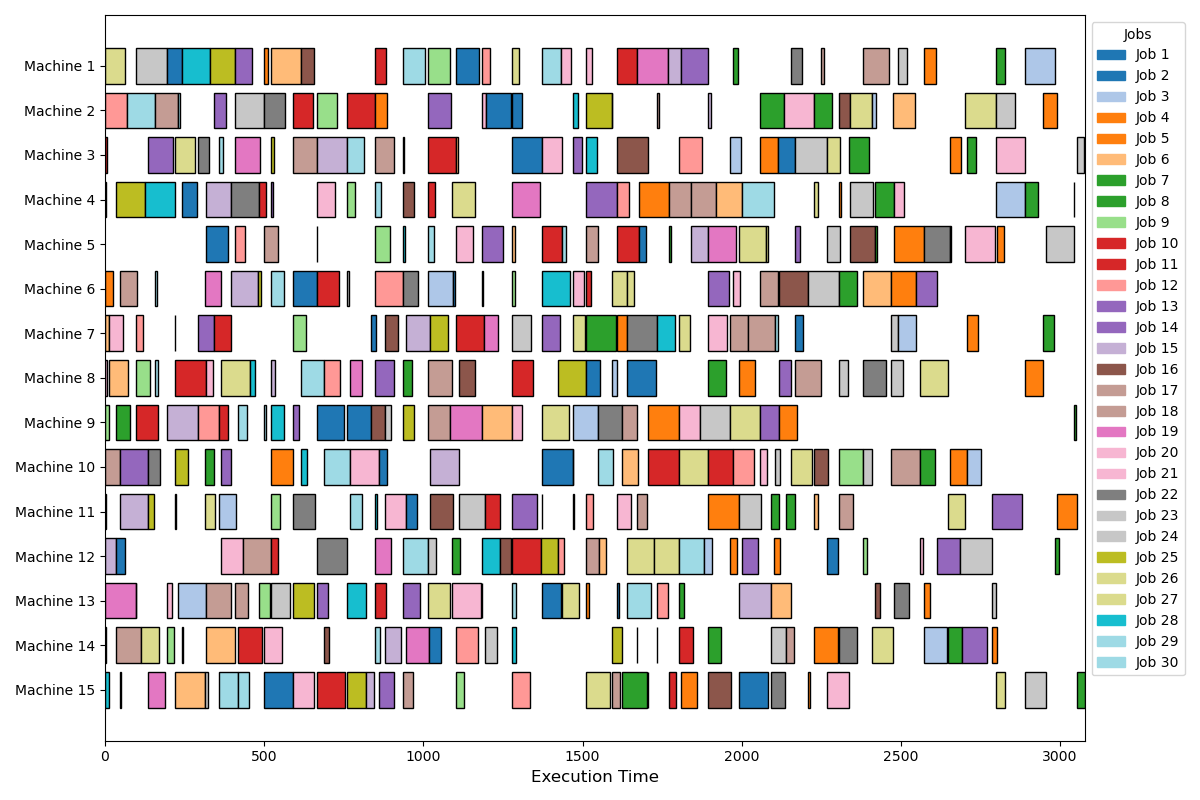 Machine 1
Machine 2
Machine 3
Machine 4
Machine 5
Machine 6
Machine 7
Machine 8
Machine 9
Machine 10
Machine 11
Machine 12
Machine 13
Machine 14
Machine 15
0 500 1000 1500 2000 2500 3000
Execution Time
Jobs
Job 1
Job 2
Job 3
Job 4
Job 5
Job 6
Job 7
Job 8
Job 9
Job 10
Job 11
Job 12
Job 13
Job 14
Job 15
Job 16
Job 17
Job 18
Job 19
Job 20
Job 21
Job 22
Job 23
Job 24
Job 25
Job 26
Job 27
Job 28
Job 29
Job 30